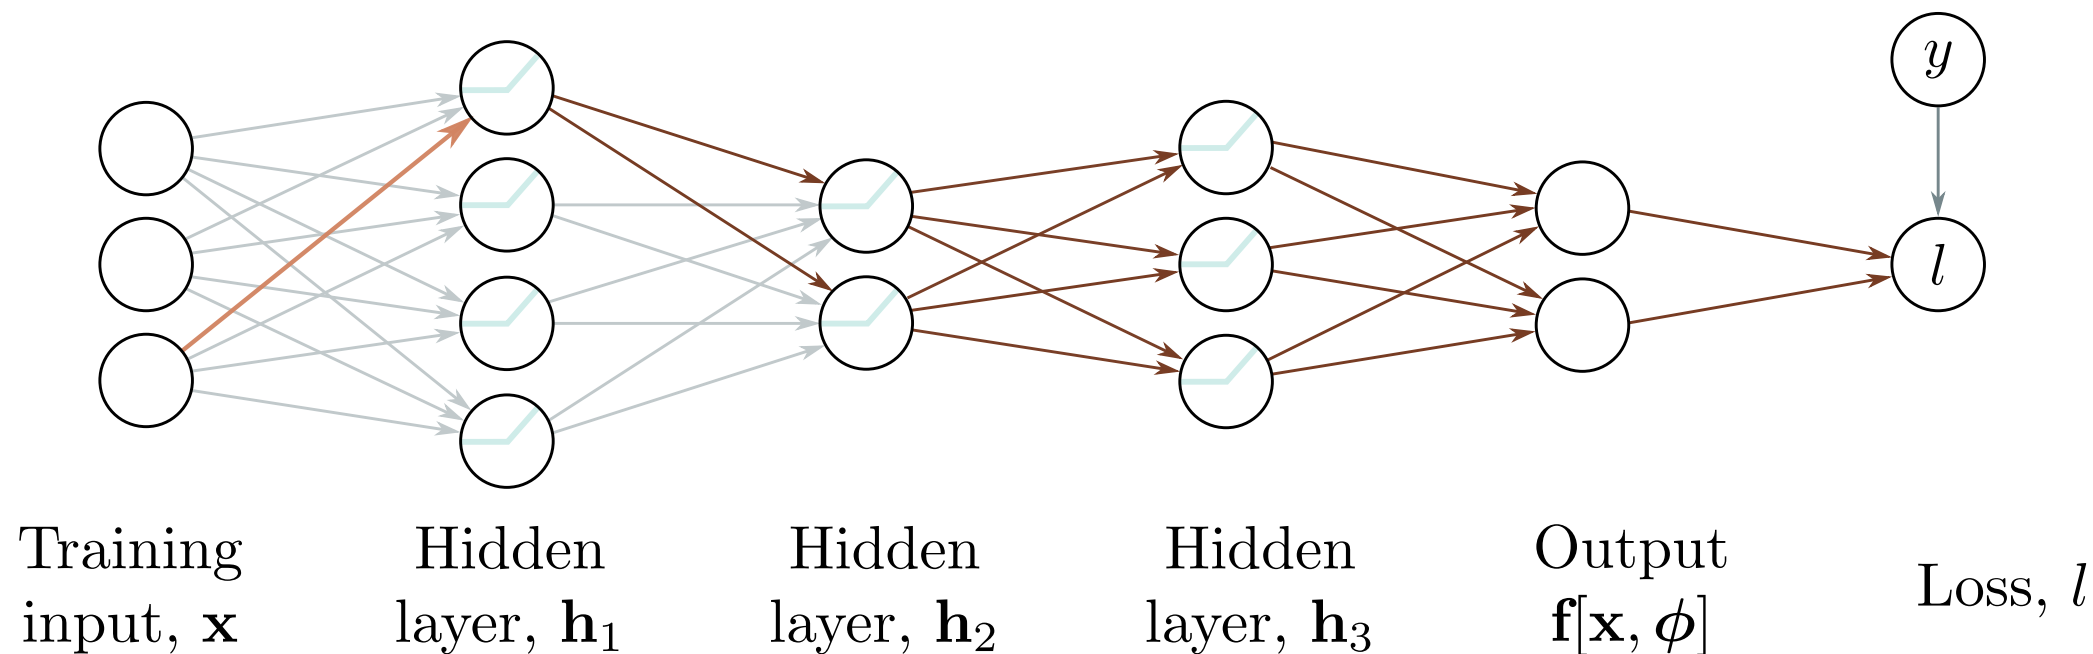 y
l
Training
input, x
Hidden
layer, h₁
Hidden
layer, h₂
Hidden
layer, h₃
Output
f[x, ϕ]
Loss, l